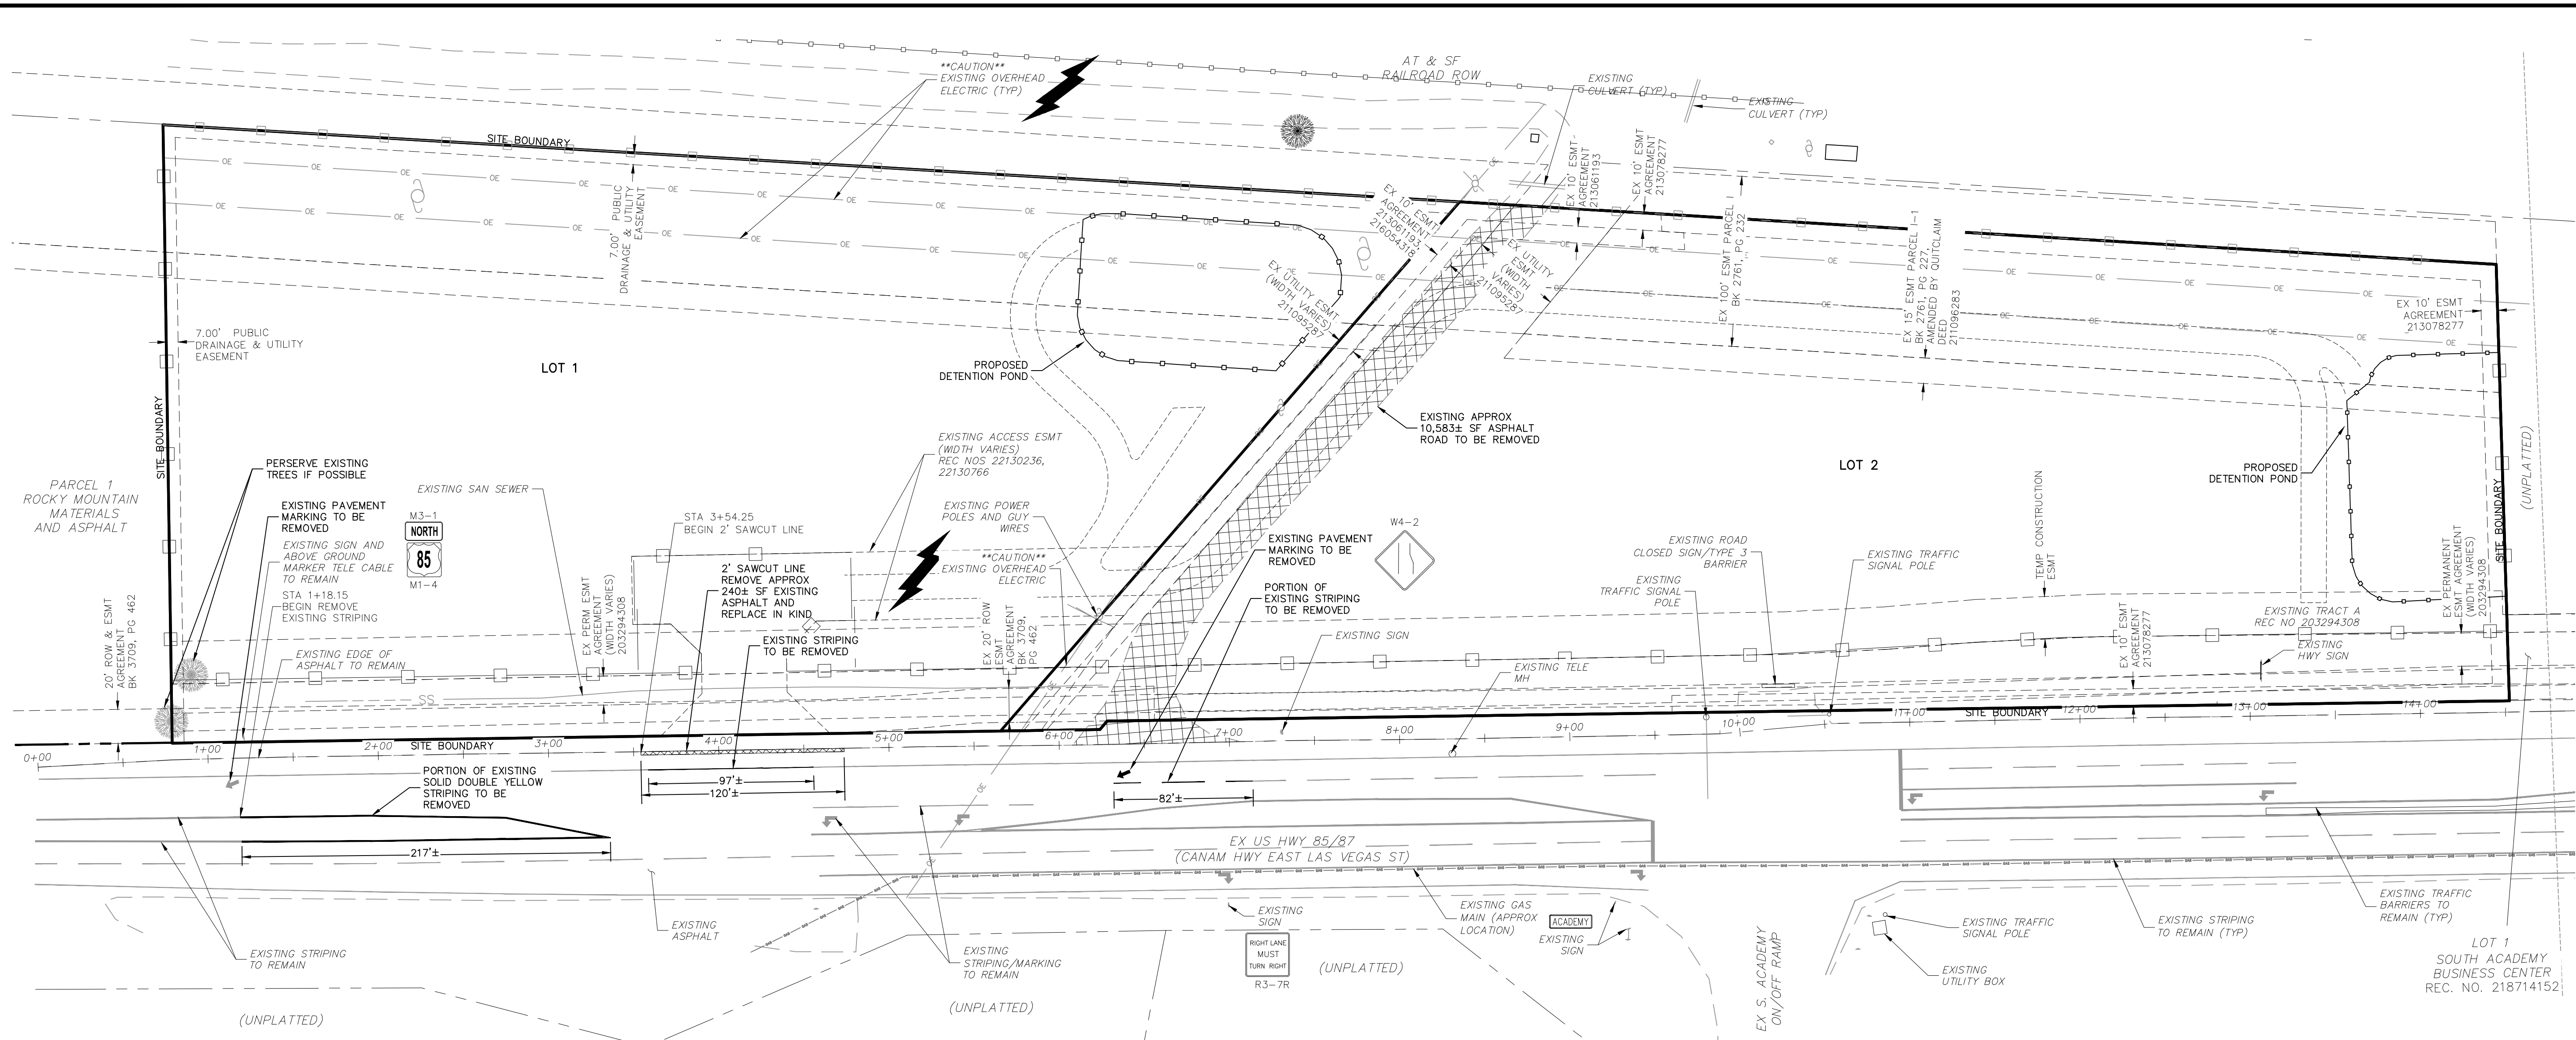 AT & SF
RAILROAD ROW
**CAUTION**
EXISTING OVERHEAD
ELECTRIC (TYP)
EXISTING
CULVERT (TYP)
EXISTING
CULVERT (TYP)
SITE BOUNDARY
7.00' PUBLIC
DRAINAGE & UTILITY
EASEMENT
7.00' PUBLIC
DRAINAGE & UTILITY
EASEMENT
EX 10' ESMT
AGREEMENT
213061193,
216054318
EX 10' ESMT
AGREEMENT
213061193
EX 10' ESMT
AGREEMENT
213078277
EX UTILITY ESMT
(WIDTH VARIES)
211095287
EX UTILITY
ESMT
(WIDTH
VARIES)
211095287
EX 100' ESMT PARCEL I
BK 2761, PG 232
EX 15' ESMT PARCEL I-1
BK 2761, PG 227,
AMENDED BY QUITCLAIM
DEED
211096283
EX 10' ESMT
AGREEMENT
213078277
LOT 1
PROPOSED
DETENTION POND
EXISTING APPROX
10,583± SF ASPHALT
ROAD TO BE REMOVED
LOT 2
PROPOSED
DETENTION POND
(UNPLATTED)
SITE BOUNDARY
SITE BOUNDARY
PARCEL 1
ROCKY MOUNTAIN
MATERIALS
AND ASPHALT
PERSERVE EXISTING
TREES IF POSSIBLE
EXISTING PAVEMENT
MARKING TO BE
REMOVED
EXISTING SIGN AND
ABOVE GROUND
MARKER TELE CABLE
TO REMAIN
STA 1+18.15
BEGIN REMOVE
EXISTING STRIPING
EXISTING EDGE OF
ASPHALT TO REMAIN
M3-1
NORTH
85
M1-4
EXISTING SAN SEWER
20' ROW & ESMT
AGREEMENT
BK 3709, PG 462
EX PERM ESMT
AGREEMENT
(WIDTH VARIES)
203294308
STA 3+54.25
BEGIN 2' SAWCUT LINE
2' SAWCUT LINE
REMOVE APPROX
240± SF EXISTING
ASPHALT AND
REPLACE IN KIND
EXISTING STRIPING
TO BE REMOVED
EXISTING ACCESS ESMT
(WIDTH VARIES)
REC NOS 22130236,
22130766
EXISTING POWER
POLES AND GUY
WIRES
**CAUTION**
EXISTING OVERHEAD
ELECTRIC
EX 20' ROW
ESMT
AGREEMENT
BK 3709,
PG 462
EXISTING PAVEMENT
MARKING TO BE
REMOVED
PORTION OF
EXISTING STRIPING
TO BE REMOVED
W4-2
EXISTING SIGN
EXISTING TELE
MH
EXISTING
TRAFFIC SIGNAL
POLE
EXISTING ROAD
CLOSED SIGN/TYPE 3
BARRIER
EXISTING TRAFFIC
SIGNAL POLE
TEMP CONSTRUCTION
ESMT
EX 10' ESMT
AGREEMENT
213078277
EXISTING TRACT A
REC NO 203294308
EXISTING
HWY SIGN
EX PERMANENT
ESMT AGREEMENT
(WIDTH VARIES)
203294308
SS
0+00
1+00
2+00
3+00
4+00
5+00
6+00
7+00
8+00
9+00
10+00
11+00
12+00
13+00
14+00
SITE BOUNDARY
SITE BOUNDARY
PORTION OF EXISTING
SOLID DOUBLE YELLOW
STRIPING TO BE
REMOVED
97'±
120'±
82'±
217'±
EX US HWY 85/87
(CANAM HWY EAST LAS VEGAS ST)
EXISTING STRIPING
TO REMAIN
EXISTING
ASPHALT
EXISTING
STRIPING/MARKING
TO REMAIN
EXISTING
SIGN
RIGHT LANE
MUST
TURN RIGHT
R3-7R
EXISTING GAS
MAIN (APPROX
LOCATION)
ACADEMY
EXISTING
SIGN
EX S. ACADEMY
ON/OFF RAMP
EXISTING TRAFFIC
SIGNAL POLE
EXISTING
UTILITY BOX
EXISTING STRIPING
TO REMAIN (TYP)
EXISTING TRAFFIC
BARRIERS TO
REMAIN (TYP)
LOT 1
SOUTH ACADEMY
BUSINESS CENTER
REC. NO. 218714152
(UNPLATTED)
(UNPLATTED)
(UNPLATTED)